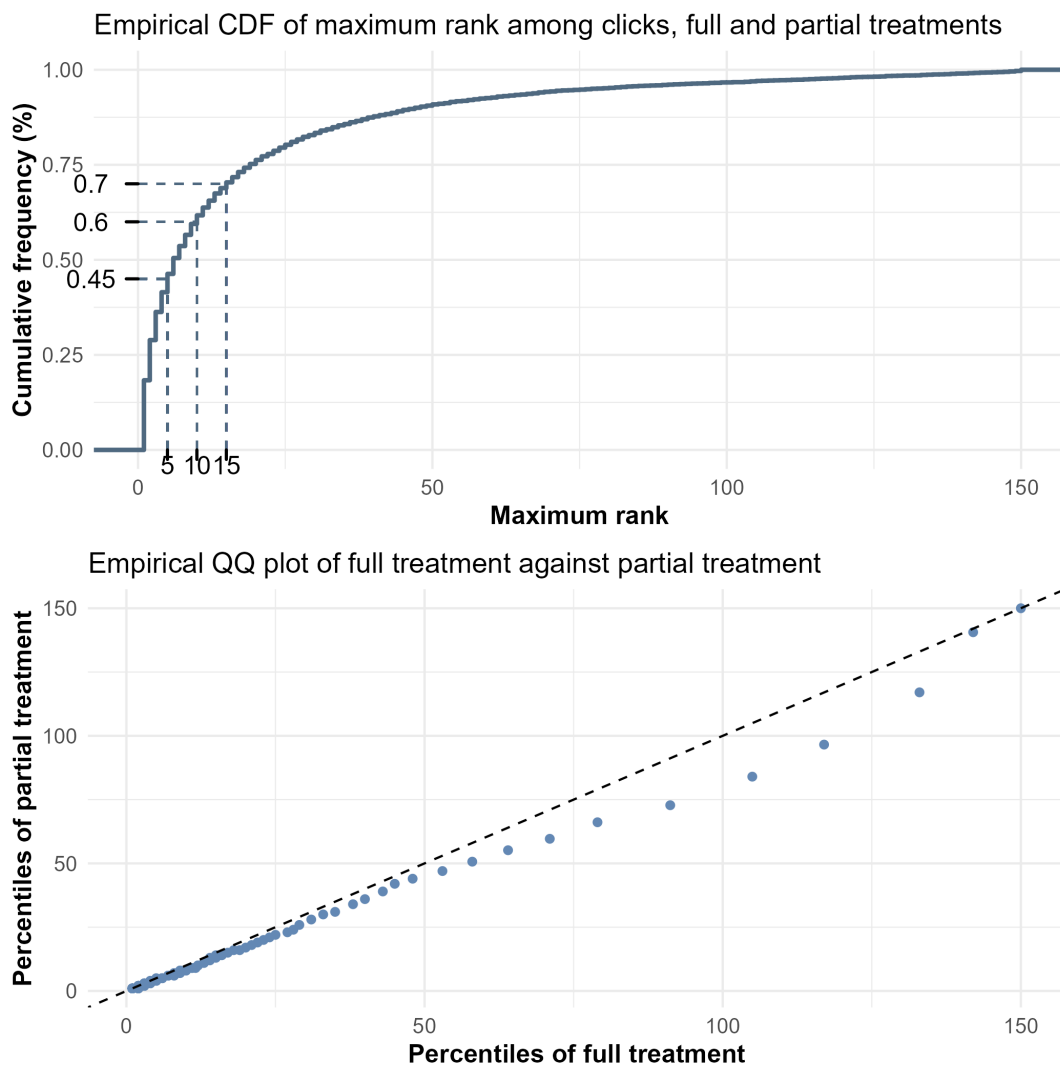 Empirical CDF of maximum rank among clicks, full and partial treatments
Cumulative frequency (%)
1.00
0.75
0.7
0.6
0.50
0.45
0.25
0.00
5 10 15
0 50 100 150
Maximum rank
Empirical QQ plot of full treatment against partial treatment
Percentiles of partial treatment
150
100
50
0
0 50 100 150
Percentiles of full treatment